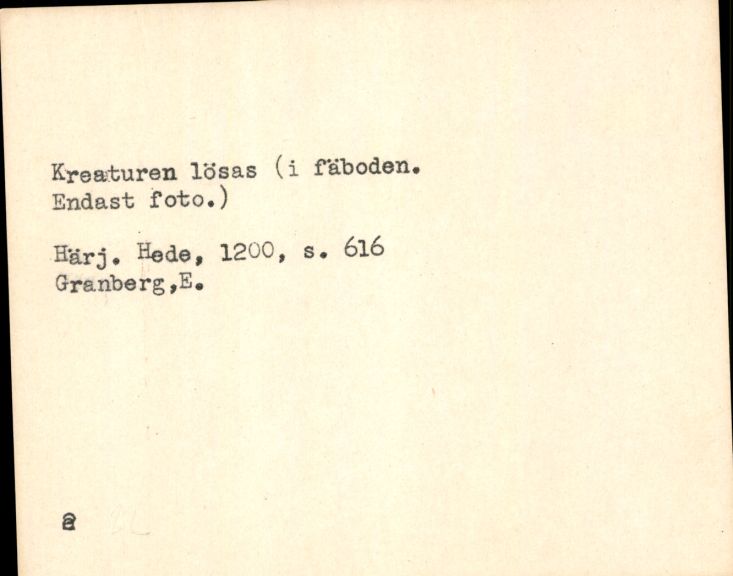 Kreaturen lösas (i fäboden.
Endast foto.)
Härj. Hede, 1200, s. 616
Granberg,E.